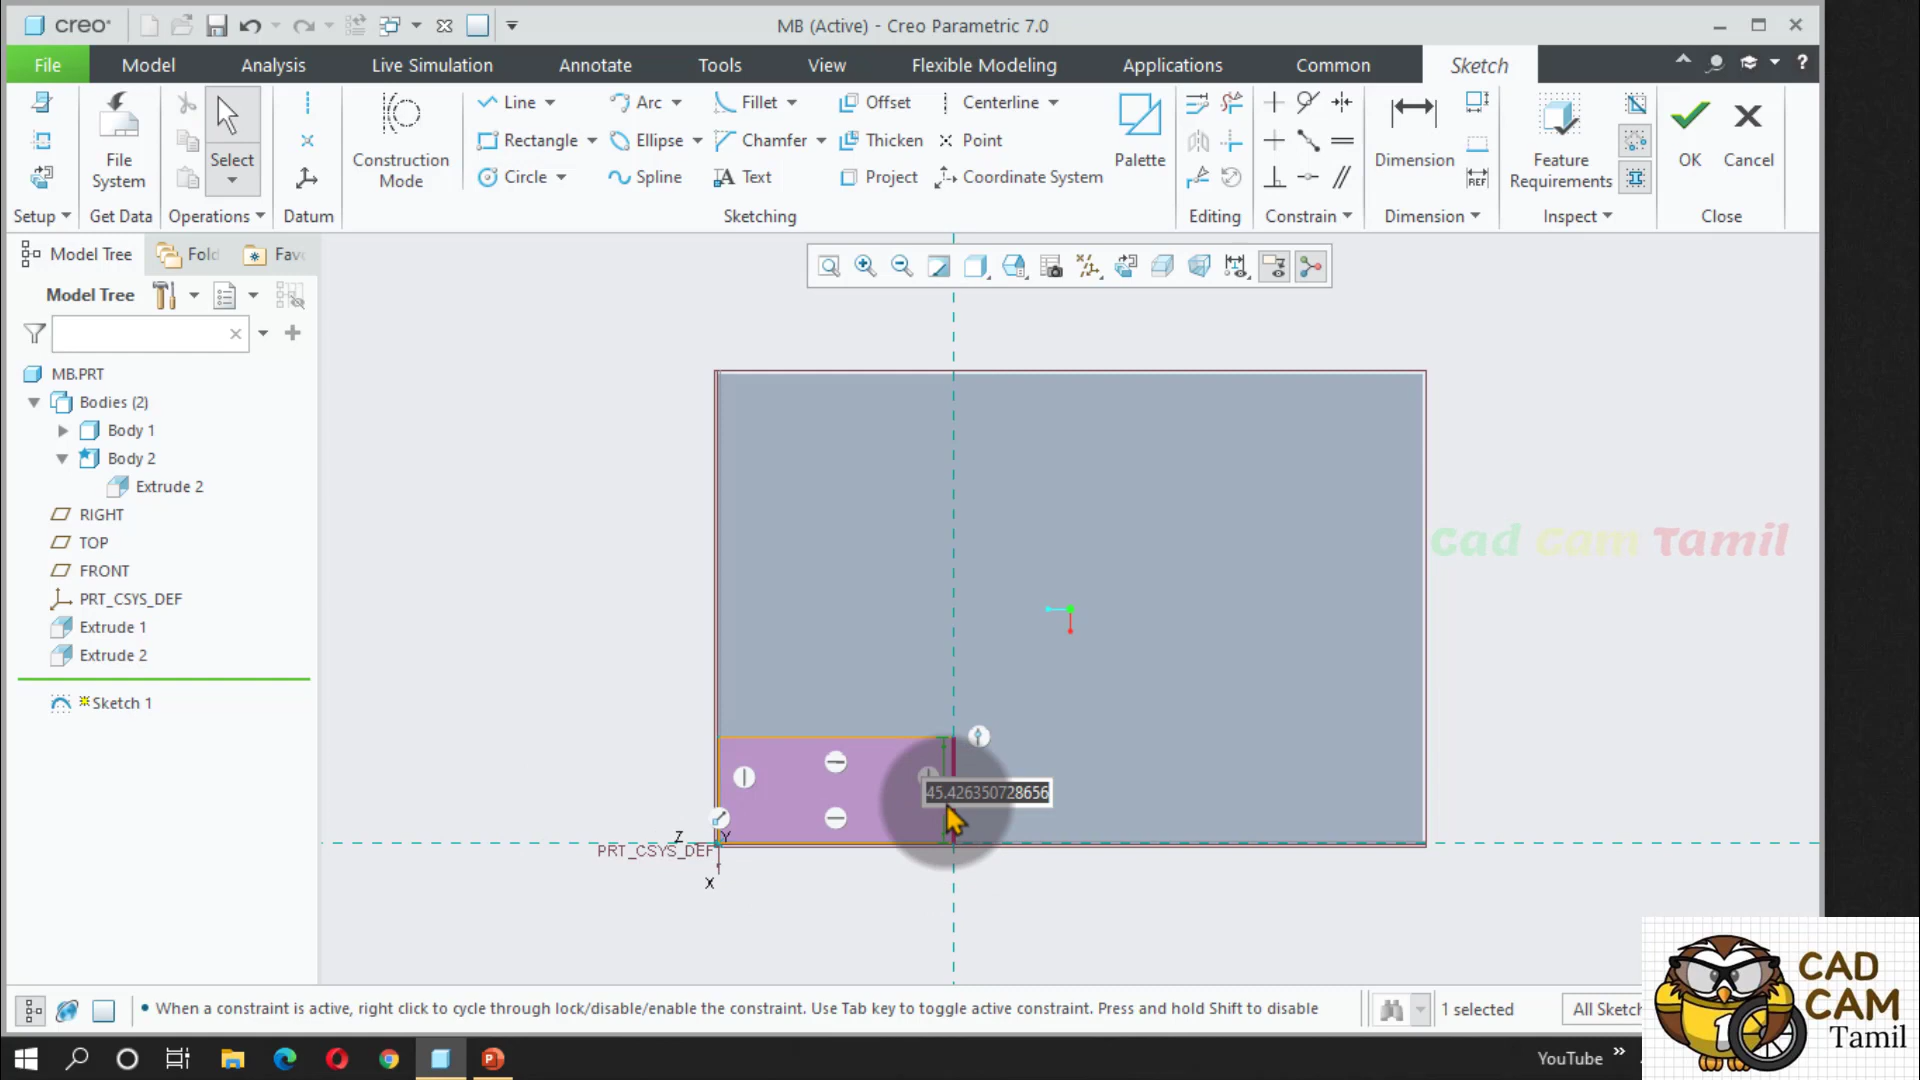 creo
MB (Active) - Creo Parametric 7.0
File Model Analysis Live Simulation Annotate Tools View Flexible Modeling Applications Common Sketch
Line Arc Fillet Offset Centerline
Rectangle Ellipse Chamfer Thicken Point
Circle Spline Text Project Coordinate System
File System
Select
Construction Mode
Palette
Dimension
REF
Feature Requirements
OK
Cancel
Setup Get Data Operations Datum Sketching Editing Constrain Dimension Inspect Close
Model Tree Fold Fav
Model Tree
MB.PRT
Bodies (2)
Body 1
Body 2
Extrude 2
RIGHT
TOP
FRONT
PRT_CSYS_DEF
Extrude 1
Extrude 2
Sketch 1
Cad Cam Tamil
45.426350728656
Z Y
PRT_CSYS_DEF
X
• When a constraint is active, right click to cycle through lock/disable/enable the constraint. Use Tab key to toggle active constraint. Press and hold Shift to disable
1 selected
All Sketch
YouTube
CAD
CAM
Tamil